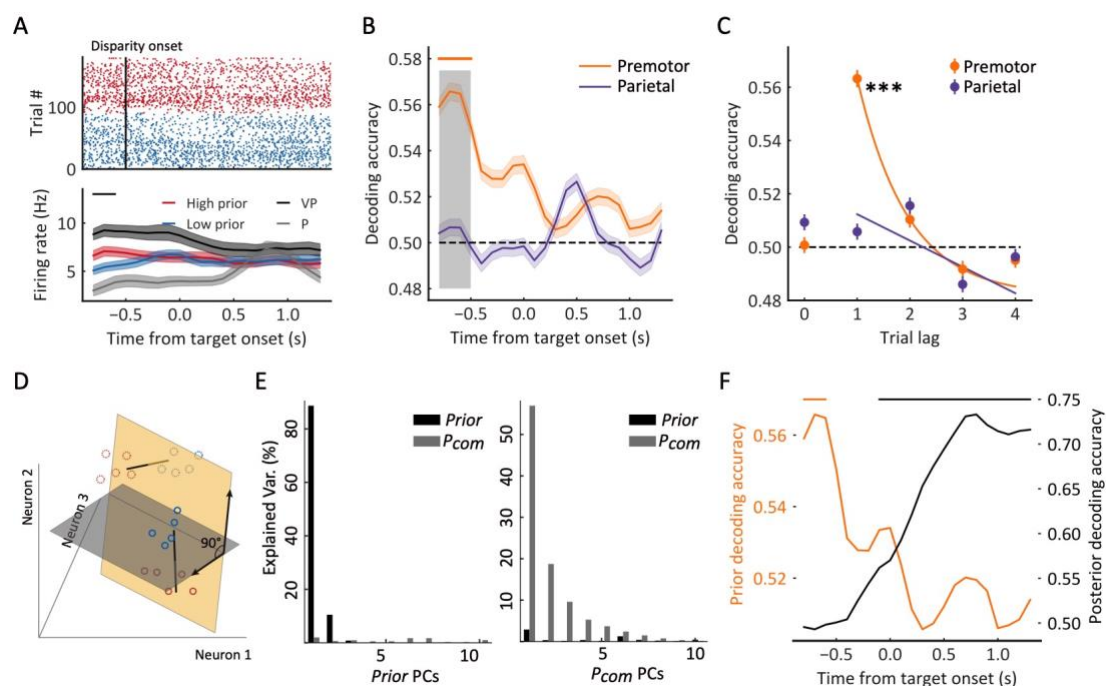 A
Disparity onset
Trial #
100
0
High prior
Low prior
VP
P
Firing rate (Hz)
10
5
−0.5 0.0 0.5 1.0
Time from target onset (s)
B
Premotor
Parietal
Decoding accuracy
0.58
0.56
0.54
0.52
0.50
0.48
−0.5 0.0 0.5 1.0
Time from target onset (s)
C
Premotor
Parietal
***
Decoding accuracy
0.56
0.54
0.52
0.50
0.48
0 1 2 3 4
Trial lag
D
Neuron 2
Neuron 3
90°
Neuron 1
E
Prior
Pcom
Explained Var. (%)
80
60
40
20
5 10
Prior PCs
Prior
Pcom
50
40
30
20
10
5 10
Pcom PCs
F
Prior decoding accuracy
0.56
0.54
0.52
Posterior decoding accuracy
0.75
0.70
0.65
0.60
0.55
0.50
−0.5 0.0 0.5 1.0
Time from target onset (s)